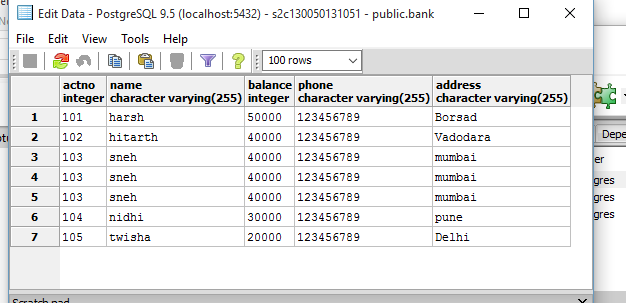 Edit Data - PostgreSQL 9.5 (localhost:5432) - s2c130050131051 - public.bank
File Edit View Tools Help
100 rows
actno name balance phone address
integer character varying(255) integer character varying(255) character varying(255)
1 101 harsh 50000 123456789 Borsad
2 102 hitarth 40000 123456789 Vadodara
3 103 sneh 40000 123456789 mumbai
4 103 sneh 40000 123456789 mumbai
5 103 sneh 40000 123456789 mumbai
6 104 nidhi 30000 123456789 pune
7 105 twisha 20000 123456789 Delhi
Scratch pad
Depe
er
gres
gres
gres